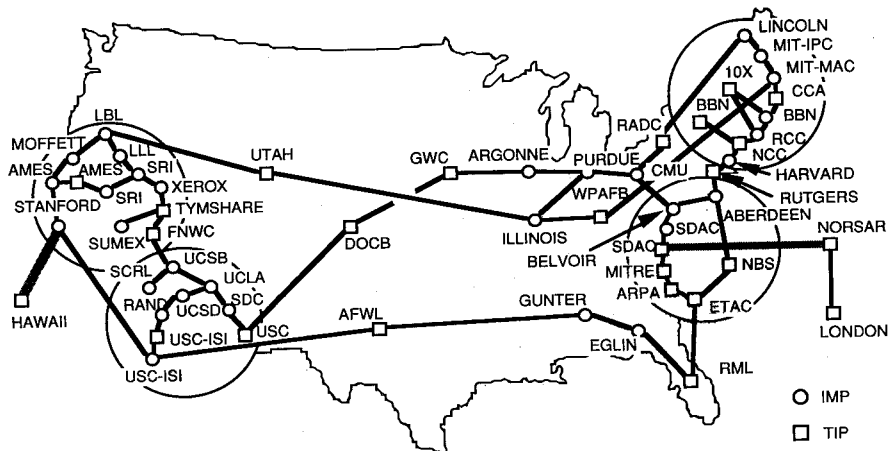 LINCOLN
MIT-IPC
MIT-MAC
10X
CCA
BBN
BBN
RCC
NCC
HARVARD
RUTGERS
RADC
LBL
MOFFETT
LLL
AMES
AMES
SRI
UTAH
GWC
ARGONNE
PURDUE
CMU
WPAFB
XEROX
STANFORD
SRI
TYMSHARE
SUMEX
FNWC
DOCB
ILLINOIS
BELVOIR
ABERDEEN
SDAC
SDAC
NORSAR
UCSB
SCRL
UCLA
MITRE
NBS
RAND
UCSD
SDC
ARPA
ETAC
HAWAII
USC-ISI
USC
AFWL
GUNTER
EGLIN
LONDON
USC-ISI
RML
IMP
TIP